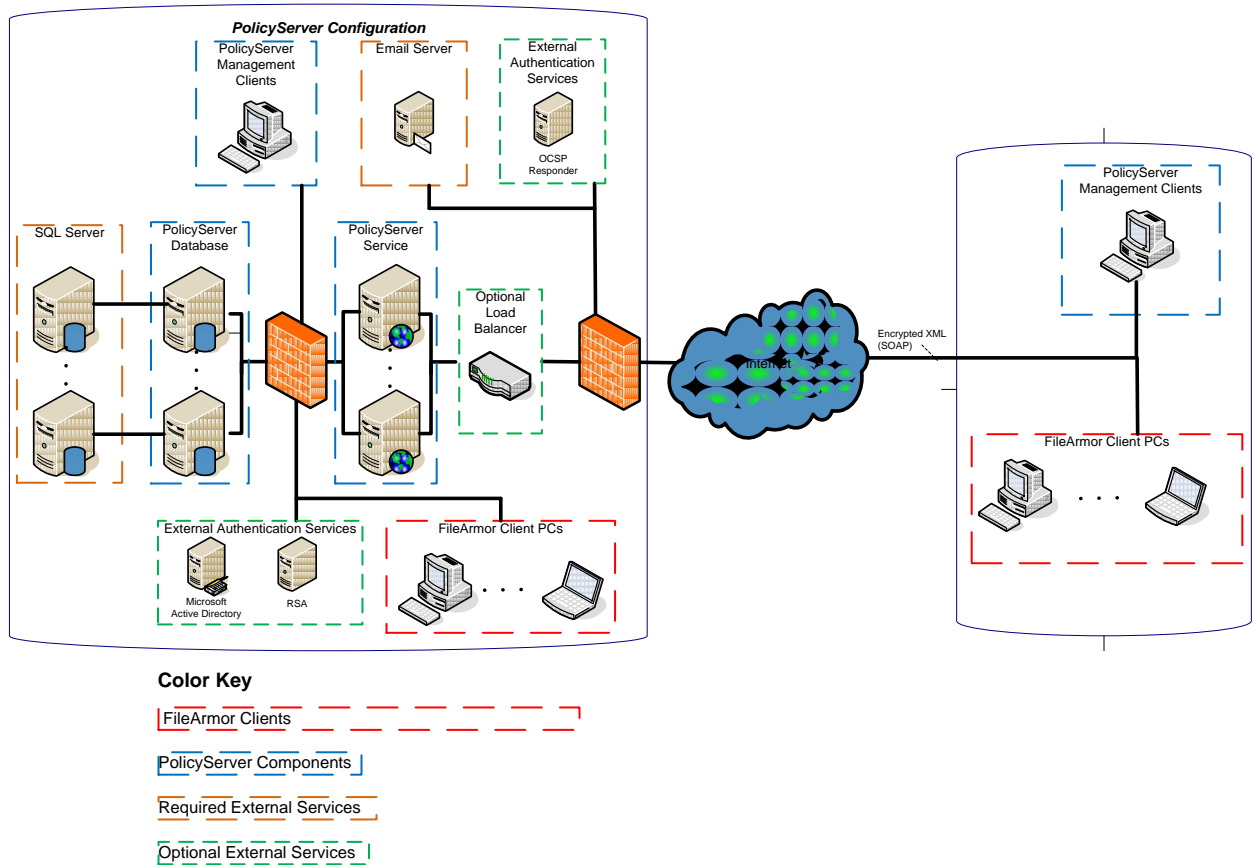 PolicyServer Configuration
PolicyServer
Management
Clients
Email Server
External
Authentication
Services
OCSP
Responder
SQL Server
PolicyServer
Database
PolicyServer
Service
Optional
Load
Balancer
Internet
Encrypted XML
(SOAP)
PolicyServer
Management Clients
FileArmor Client PCs
. . .
External Authentication Services
Microsoft
Active Directory
RSA
FileArmor Client PCs
. . .
Color Key
FileArmor Clients
PolicyServer Components
Required External Services
Optional External Services